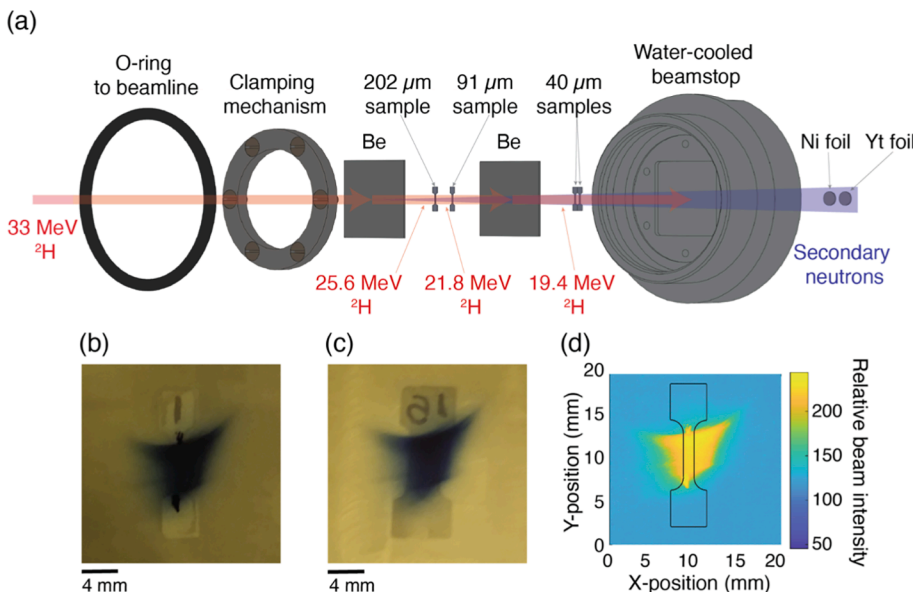 (a)
O-ring
to beamline
Clamping
mechanism
202 µm
sample
91 µm
sample
40 µm
samples
Water-cooled
beamstop
Be
Be
Ni foil
Yt foil
33 MeV
²H
25.6 MeV
²H
21.8 MeV
²H
19.4 MeV
²H
Secondary
neutrons
(b)
1
4 mm
(c)
16
4 mm
(d)
20
15
10
5
0
Y-position (mm)
0
5
10
15
20
X-position (mm)
200
150
100
50
Relative beam intensity